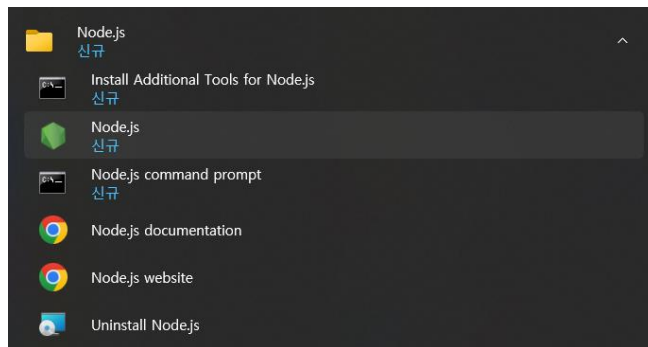 Node.js
신규
Install Additional Tools for Node.js
신규
Node.js
신규
Node.js command prompt
신규
Node.js documentation
Node.js website
Uninstall Node.js